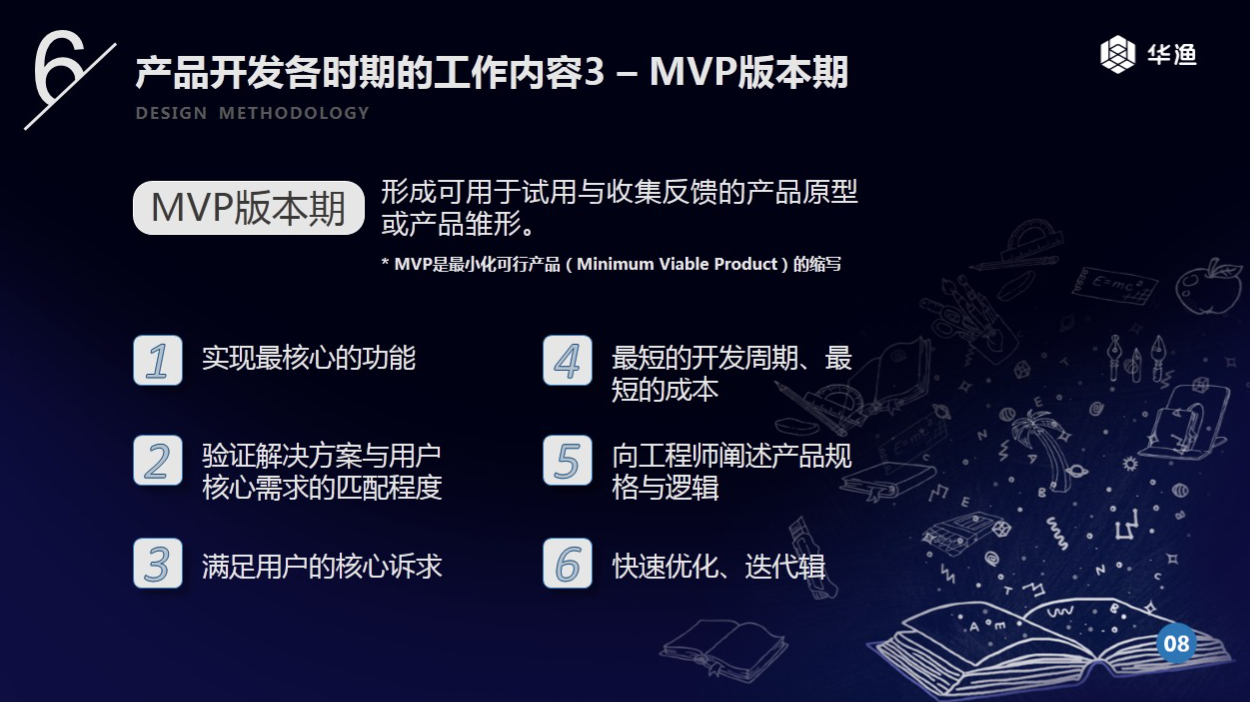 6
产品开发各时期的工作内容3 – MVP版本期
DESIGN METHODOLOGY
华渔
MVP版本期
形成可用于试用与收集反馈的产品原型
或产品雏形。
* MVP是最小化可行产品（Minimum Viable Product）的缩写
1
实现最核心的功能
2
验证解决方案与用户
核心需求的匹配程度
3
满足用户的核心诉求
4
最短的开发周期、最
短的成本
5
向工程师阐述产品规
格与逻辑
6
快速优化、迭代辑
E=mc²
08